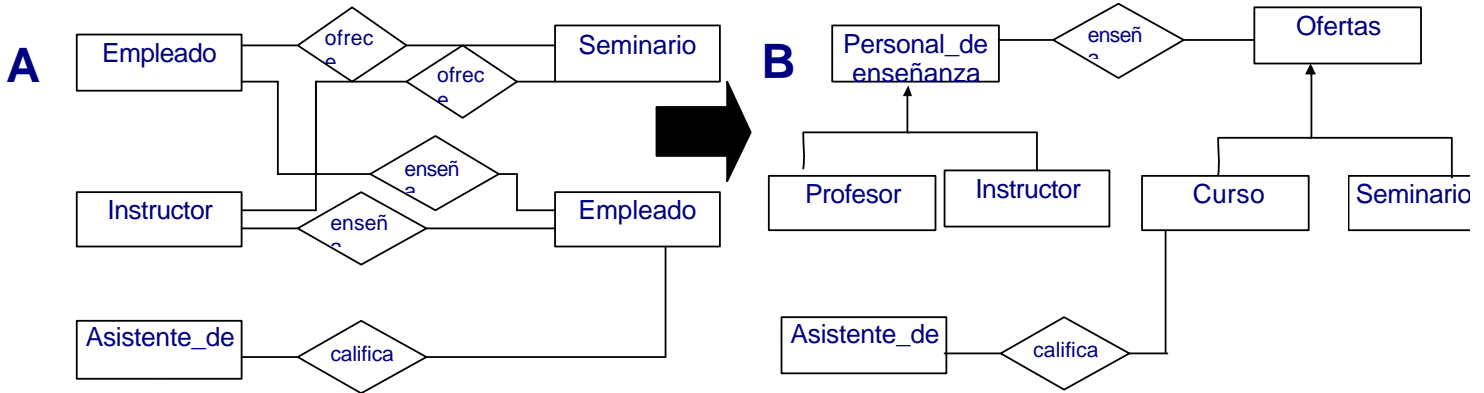 A
Empleado
ofrec
e
Seminario
ofrec
e
enseñ
a
Instructor
enseñ
a
Empleado
Asistente_de
califica
B
Personal_de
enseñanza
enseñ
a
Ofertas
Profesor
Instructor
Curso
Seminario
Asistente_de
califica